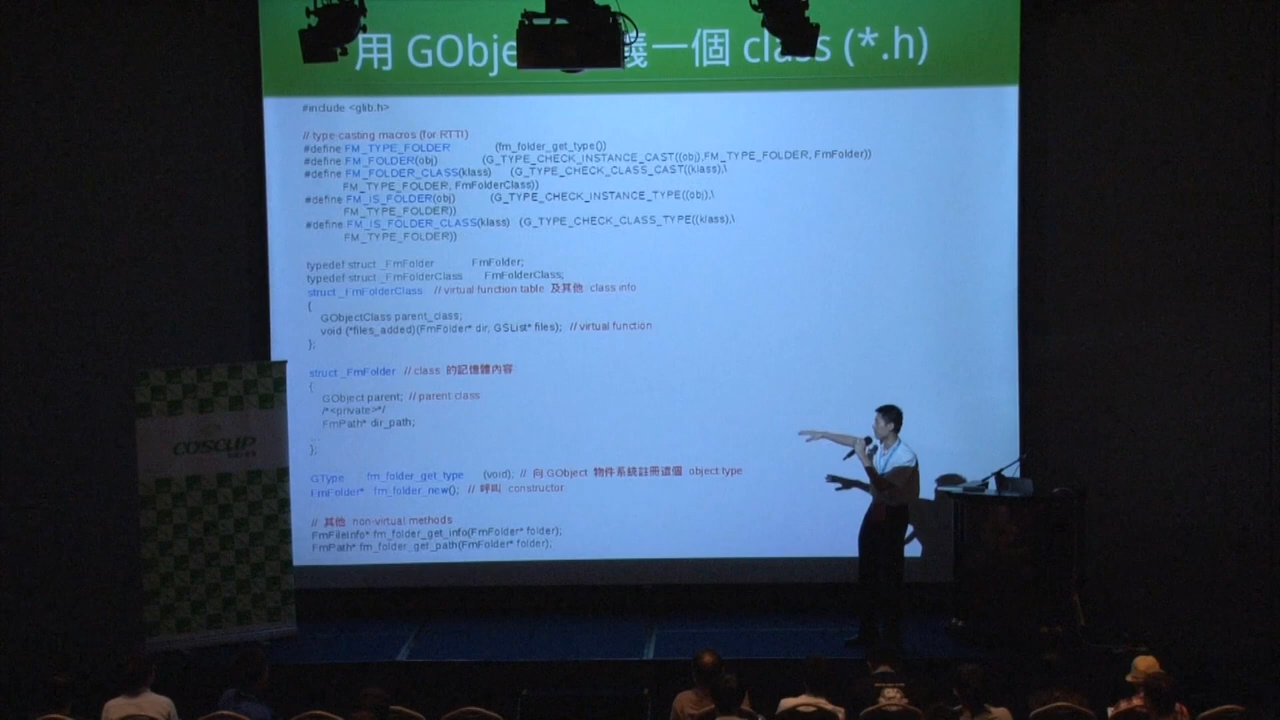 用 GObje 義一個 class (*.h)
#include <glib.h>
// type-casting macros (for RTTI)
#define FM_TYPE_FOLDER (fm_folder_get_type())
#define FM_FOLDER(obj) (G_TYPE_CHECK_INSTANCE_CAST((obj),FM_TYPE_FOLDER, FmFolder))
#define FM_FOLDER_CLASS(klass) (G_TYPE_CHECK_CLASS_CAST((klass),\
FM_TYPE_FOLDER, FmFolderClass))
#define FM_IS_FOLDER(obj) (G_TYPE_CHECK_INSTANCE_TYPE((obj),\
FM_TYPE_FOLDER))
#define FM_IS_FOLDER_CLASS(klass) (G_TYPE_CHECK_CLASS_TYPE((klass),\
FM_TYPE_FOLDER))
typedef struct _FmFolder FmFolder;
typedef struct _FmFolderClass FmFolderClass;
struct _FmFolderClass // virtual function table 及其他 class info
{
GObjectClass parent_class;
void (*files_added)(FmFolder* dir, GSList* files); // virtual function
};
struct _FmFolder // class 的記憶體內容
{
GObject parent; // parent class
/*<private>*/
FmPath* dir_path;
...
};
GType fm_folder_get_type (void); // 向 GObject 物件系統註冊這個 object type
FmFolder* fm_folder_new(); // 呼叫 constructor
// 其他 non-virtual methods
FmFileInfo* fm_folder_get_info(FmFolder* folder);
FmPath* fm_folder_get_path(FmFolder* folder);
COSCUP